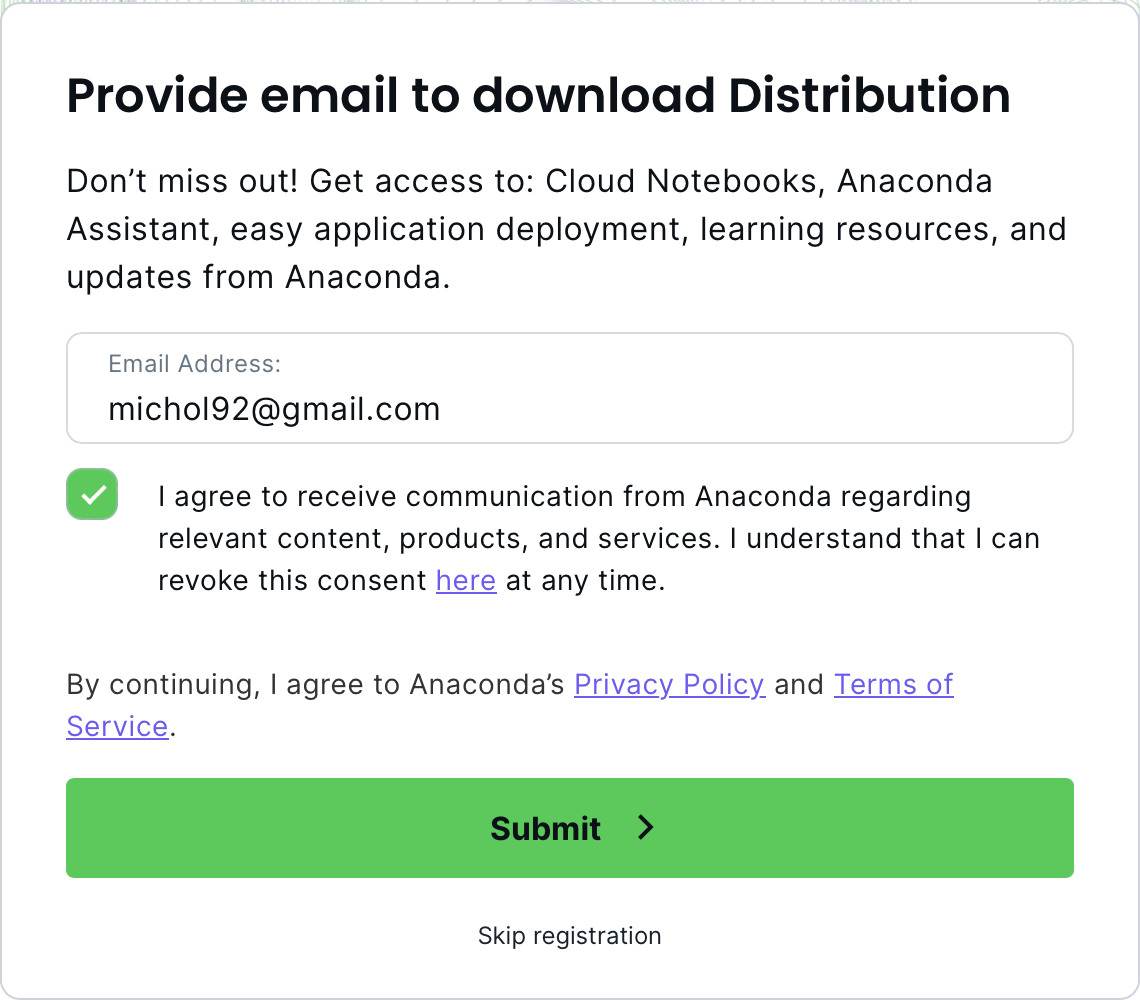 Provide email to download Distribution
Don’t miss out! Get access to: Cloud Notebooks, Anaconda
Assistant, easy application deployment, learning resources, and
updates from Anaconda.
Email Address:
michol92@gmail.com
I agree to receive communication from Anaconda regarding
relevant content, products, and services. I understand that I can
revoke this consent here at any time.
By continuing, I agree to Anaconda’s Privacy Policy and Terms of
Service.
Submit
Skip registration